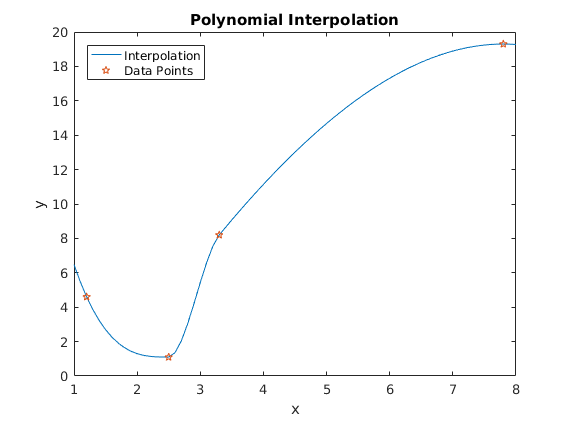 Polynomial Interpolation
Interpolation
Data Points
20
18
16
14
12
10
8
6
4
2
0
y
1 2 3 4 5 6 7 8
x